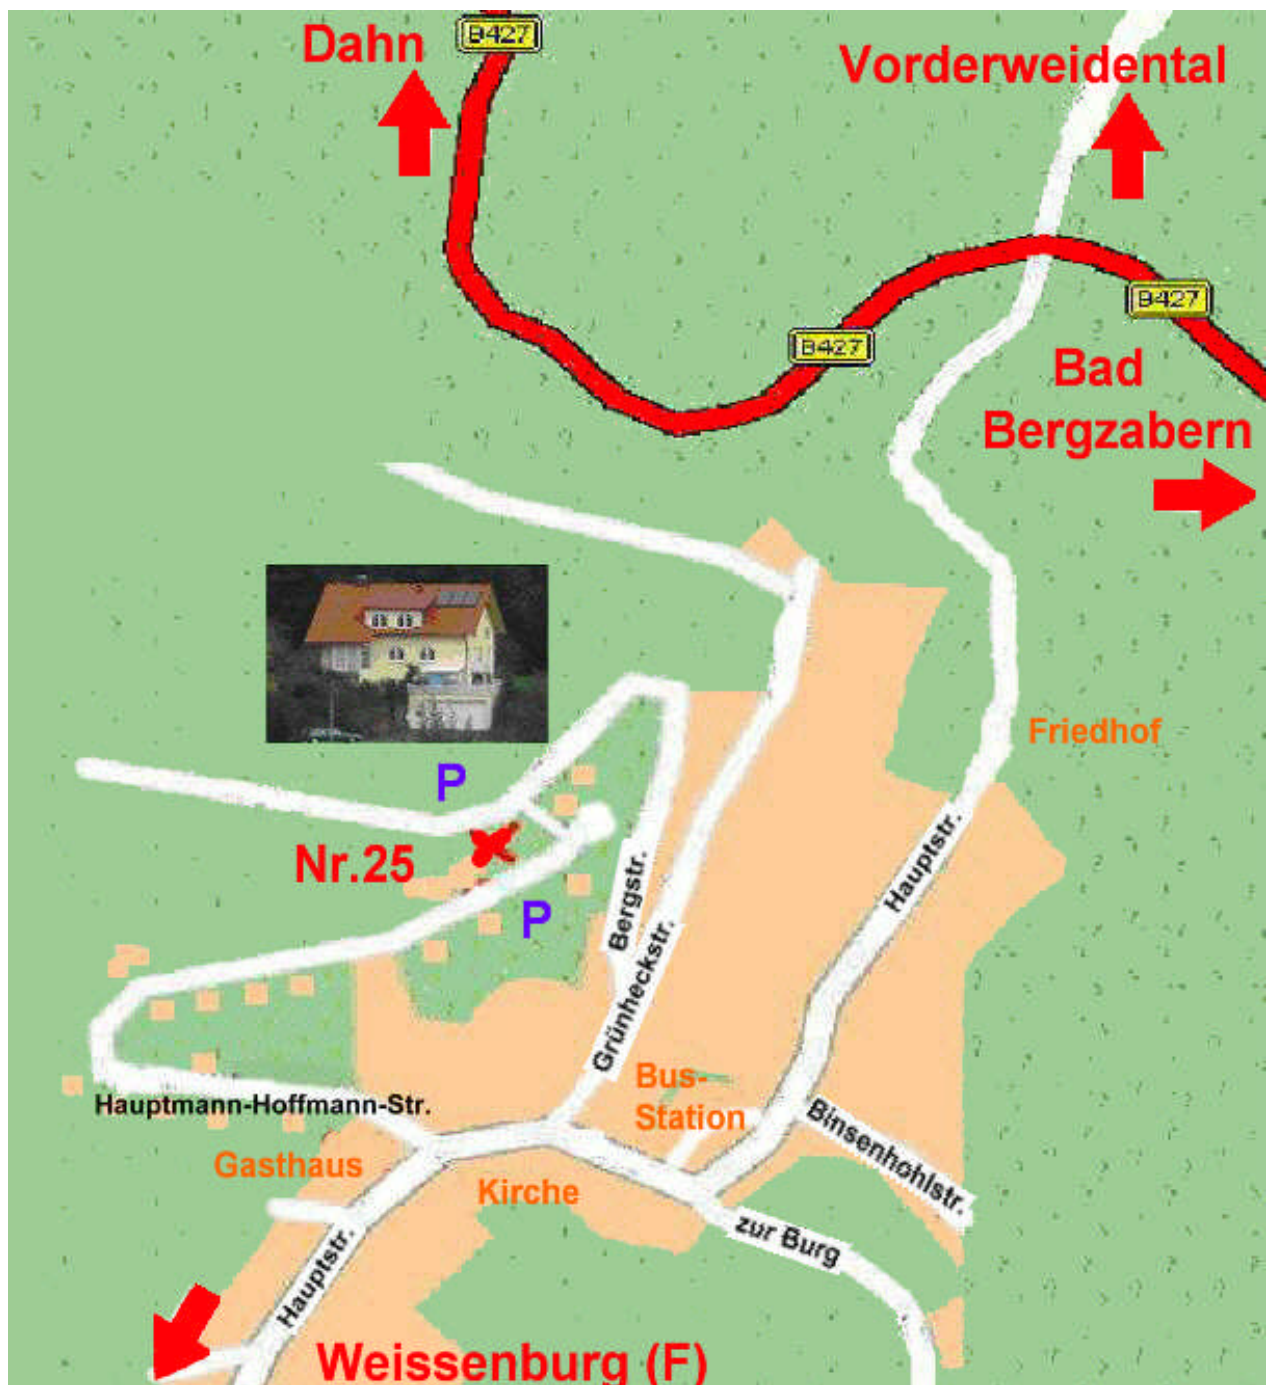 Dahn
B427
Vorderweidental
B427
B427
Bad
Bergzabern
Friedhof
P
Nr.25
P
Bergstr.
Hauptstr.
Grünheckstr.
Bus-
Station
Hauptmann-Hoffmann-Str.
Binsenhohlstr.
Gasthaus
Kirche
zur Burg
Hauptstr.
Weissenburg (F)